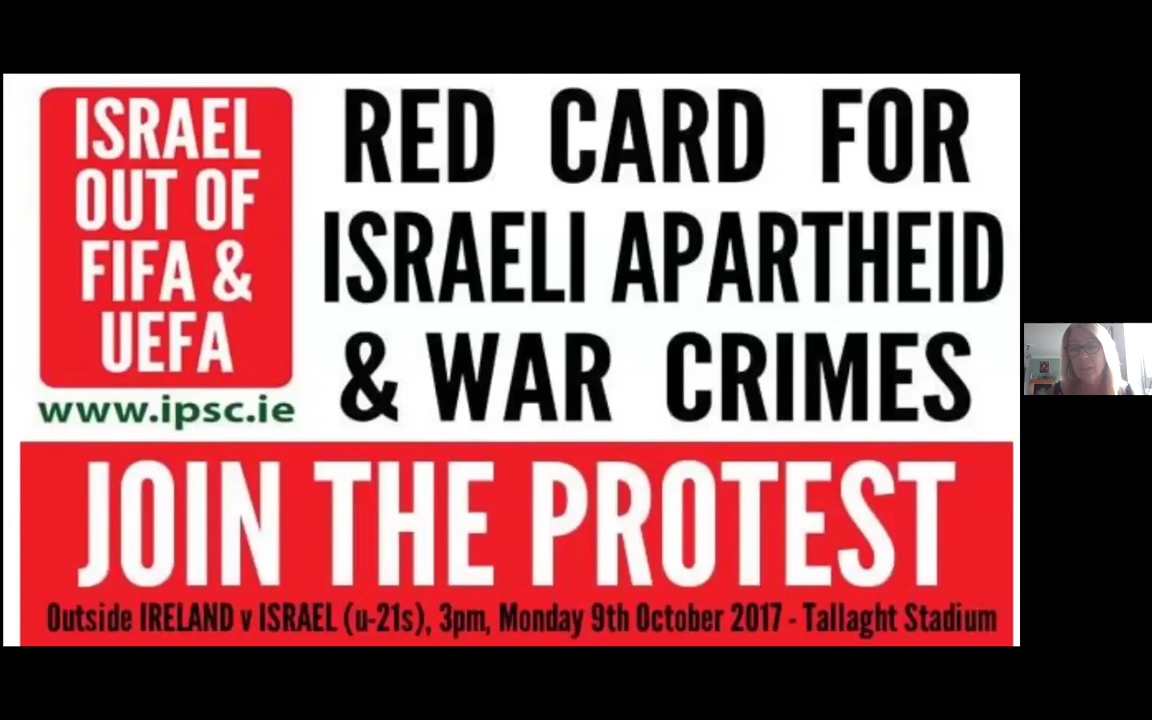 ISRAEL
OUT OF
FIFA &
UEFA
www.ipsc.ie
RED CARD FOR
ISRAELI APARTHEID
& WAR CRIMES
JOIN THE PROTEST
Outside IRELAND v ISRAEL (u-21s), 3pm, Monday 9th October 2017 - Tallaght Stadium